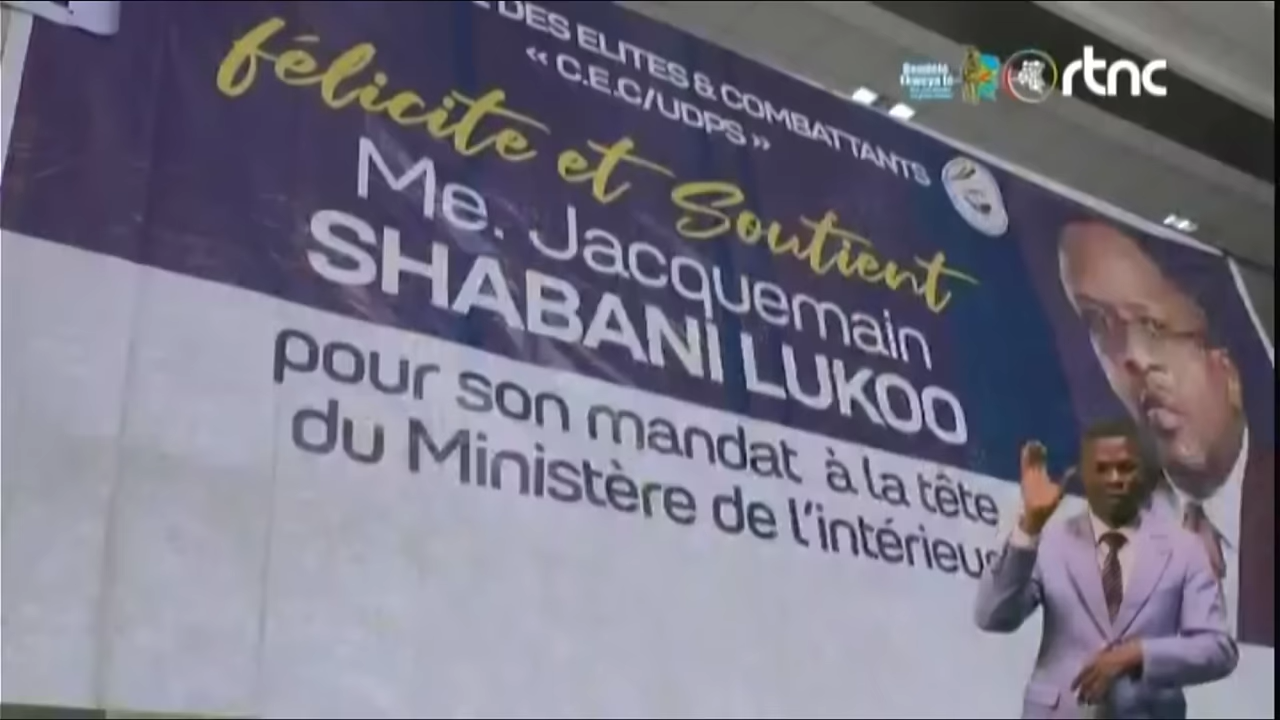 DES ELITES & COMBATTANTS
« C.E.C/UDPS »
félicite et Soutient
Me. Jacquemain
SHABANI LUKOO
pour son mandat à la tête
du Ministère de l'intérieur
rtnc